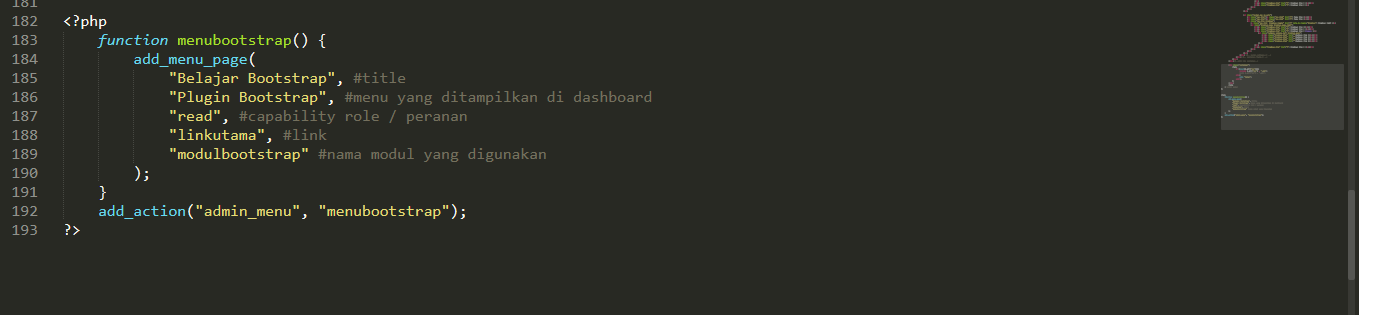 181
182 <?php
183 function menubootstrap() {
184 add_menu_page(
185 "Belajar Bootstrap", #title
186 "Plugin Bootstrap", #menu yang ditampilkan di dashboard
187 "read", #capability role / peranan
188 "linkutama", #link
189 "modulbootstrap" #nama modul yang digunakan
190 );
191 }
192 add_action("admin_menu", "menubootstrap");
193 ?>